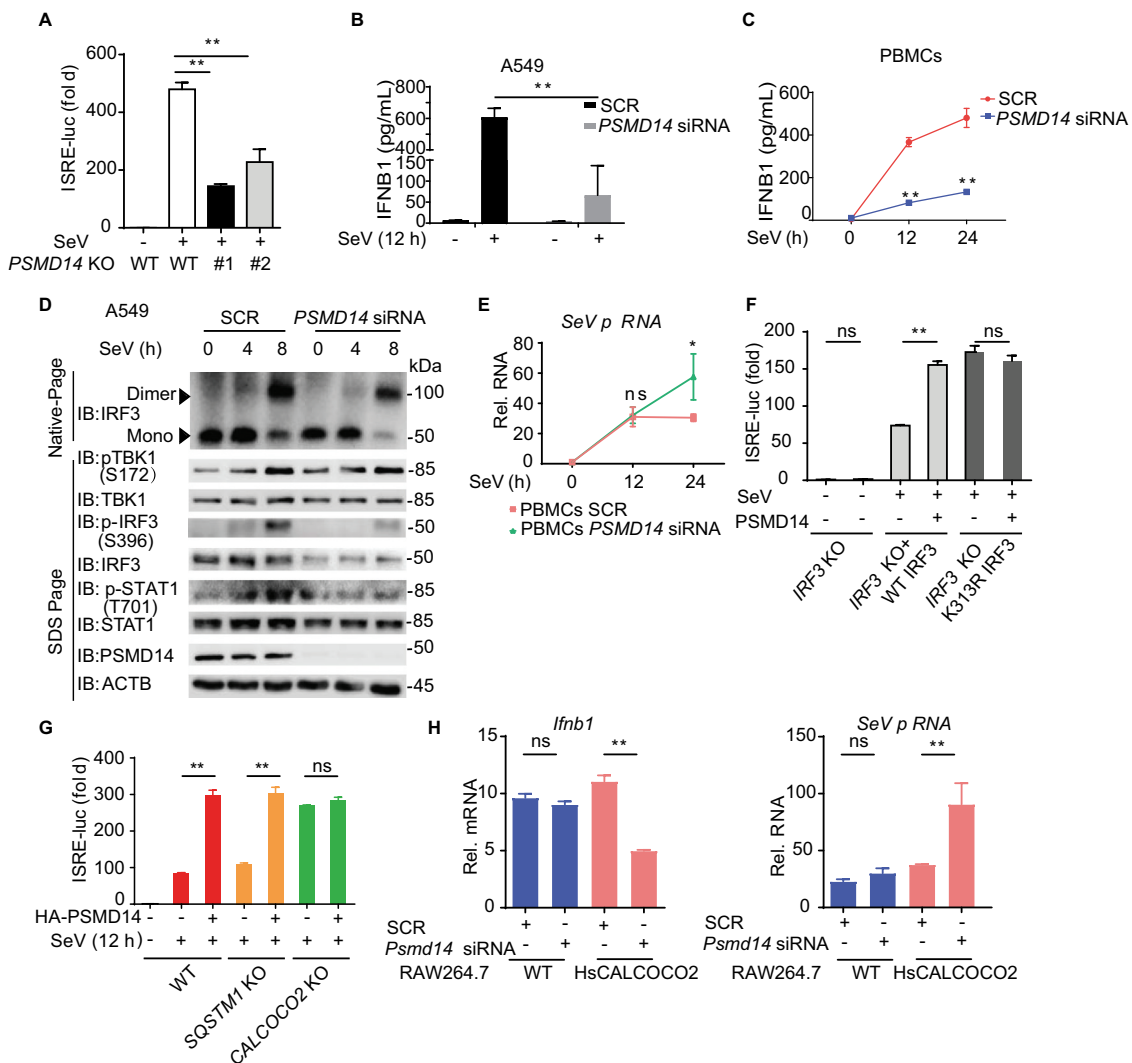 A
ISRE-luc (fold)
600
400
200
0
SeV - + + +
PSMD14 KO WT WT #1 #2
** **
B
A549
IFNB1 (pg/mL)
800
600
400
200
150
100
50
0
**
SCR
PSMD14 siRNA
SeV (12 h) - + - +
C
PBMCs
IFNB1 (pg/mL)
600
400
200
0
SCR
PSMD14 siRNA
** **
SeV (h) 0 12 24
D
A549
SCR PSMD14 siRNA
SeV (h) 0 4 8 0 4 8
kDa
Native-Page
Dimer -100
IB:IRF3
Mono -50
SDS Page
IB:pTBK1 -85
(S172)
IB:TBK1 -85
IB:p-IRF3 -50
(S396)
IB:IRF3 -50
IB: p-STAT1 -85
(T701)
IB:STAT1 -85
IB:PSMD14 -50
IB:ACTB -45
E
SeV p RNA
Rel. RNA
80
60
40
20
0
ns *
0 12 24
SeV (h)
PBMCs SCR
PBMCs PSMD14 siRNA
F
ISRE-luc (fold)
200
150
100
50
0
ns ** ns
SeV - - + + + +
PSMD14 - - - + - +
IRF3 KO
IRF3 KO+
WT IRF3
IRF3 KO
K313R IRF3
G
ISRE-luc (fold)
400
300
200
100
0
** ** ns
HA-PSMD14 - - + - + - +
SeV (12 h) - + + + + + +
WT
SQSTM1 KO
CALCOCO2 KO
H
Ifnb1
Rel. mRNA
15
10
5
0
ns **
SCR + - + -
Psmd14 siRNA - + - +
RAW264.7 WT HsCALCOCO2
SeV p RNA
Rel. RNA
150
100
50
0
ns **
SCR + - + -
Psmd14 siRNA - + - +
RAW264.7 WT HsCALCOCO2